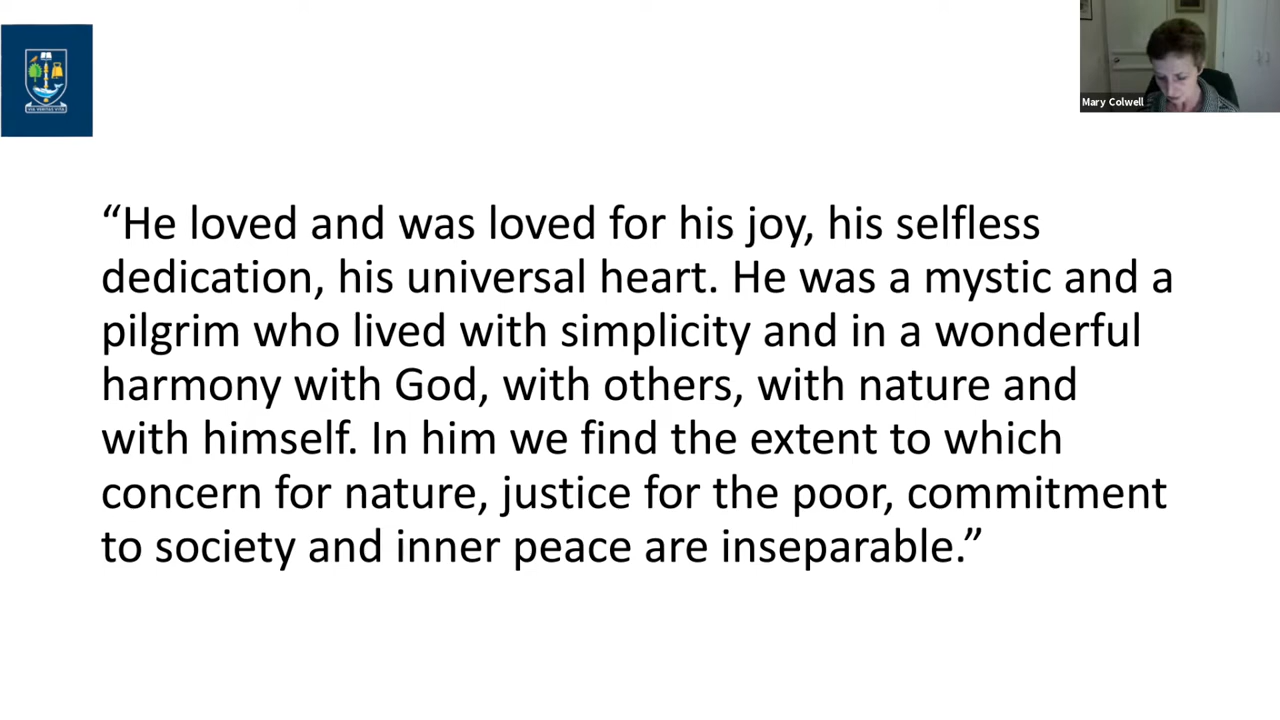 VIA VERITAS VITA
Mary Colwell
“He loved and was loved for his joy, his selfless
dedication, his universal heart. He was a mystic and a
pilgrim who lived with simplicity and in a wonderful
harmony with God, with others, with nature and
with himself. In him we find the extent to which
concern for nature, justice for the poor, commitment
to society and inner peace are inseparable.”